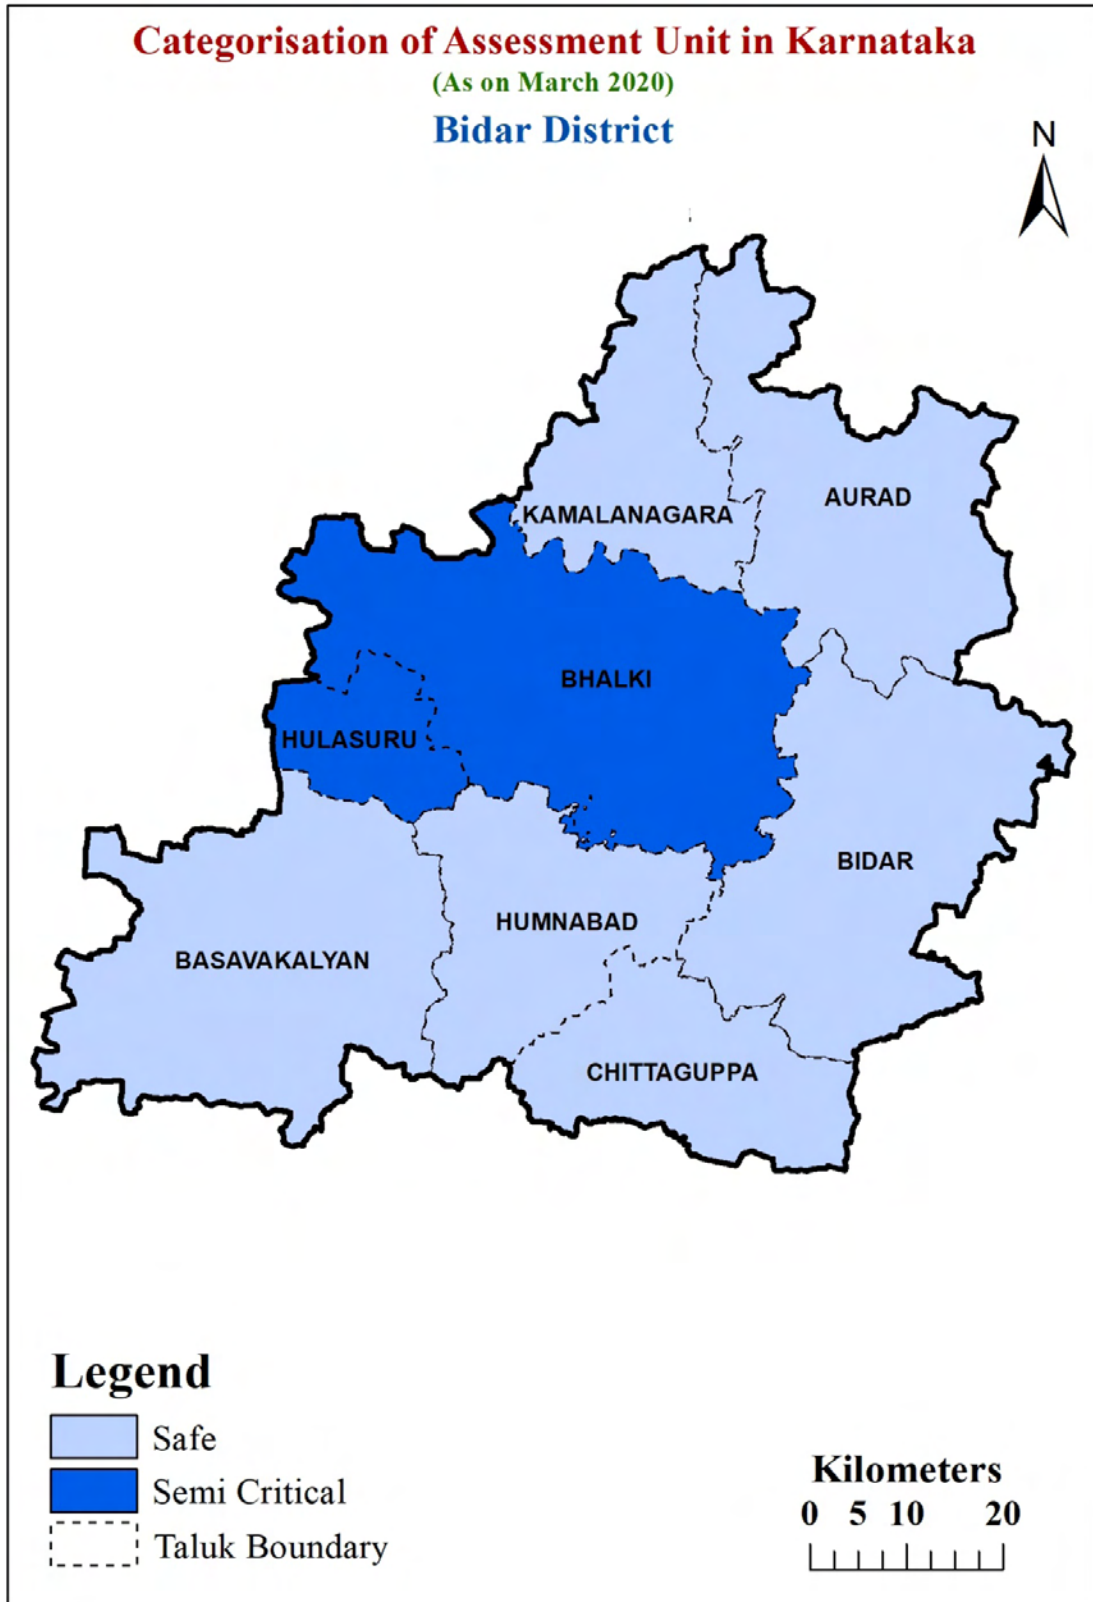 Categorisation of Assessment Unit in Karnataka
(As on March 2020)
Bidar District
N
AURAD
KAMALANAGARA
BHALKI
HULASURU
BIDAR
HUMNABAD
BASAVAKALYAN
CHITTAGUPPA
Legend
Safe
Semi Critical
Taluk Boundary
Kilometers
0 5 10 20